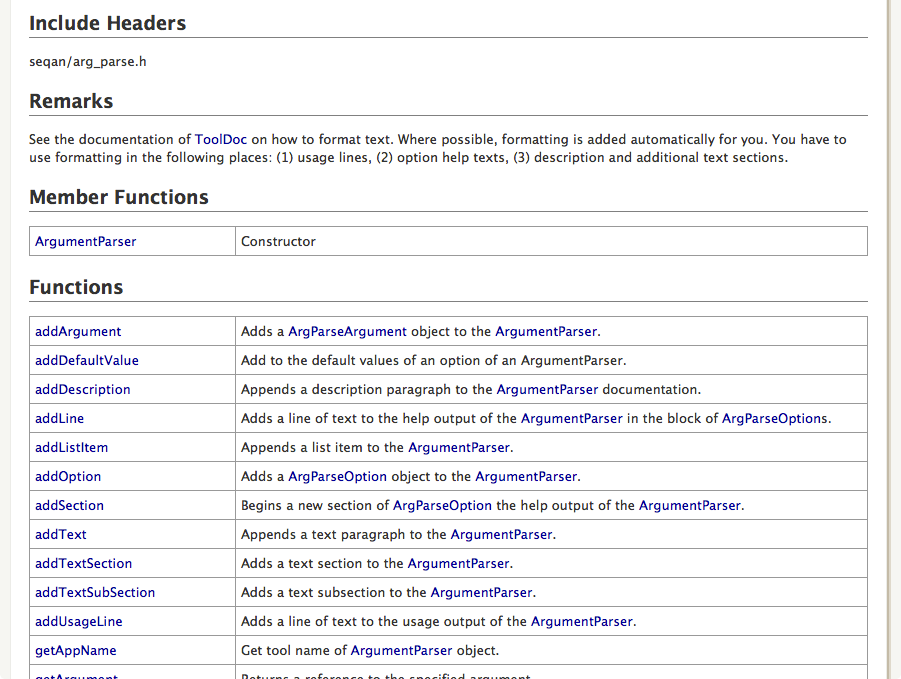 Include Headers
seqan/arg_parse.h
Remarks
See the documentation of ToolDoc on how to format text. Where possible, formatting is added automatically for you. You have to
use formatting in the following places: (1) usage lines, (2) option help texts, (3) description and additional text sections.
Member Functions
ArgumentParser Constructor
Functions
addArgument Adds a ArgParseArgument object to the ArgumentParser.
addDefaultValue Add to the default values of an option of an ArgumentParser.
addDescription Appends a description paragraph to the ArgumentParser documentation.
addLine Adds a line of text to the help output of the ArgumentParser in the block of ArgParseOptions.
addListItem Appends a list item to the ArgumentParser.
addOption Adds a ArgParseOption object to the ArgumentParser.
addSection Begins a new section of ArgParseOption the help output of the ArgumentParser.
addText Appends a text paragraph to the ArgumentParser.
addTextSection Adds a text section to the ArgumentParser.
addTextSubSection Adds a text subsection to the ArgumentParser.
addUsageLine Adds a line of text to the usage output of the ArgumentParser.
getAppName Get tool name of ArgumentParser object.
getArgument Returns a reference to the specified argument.